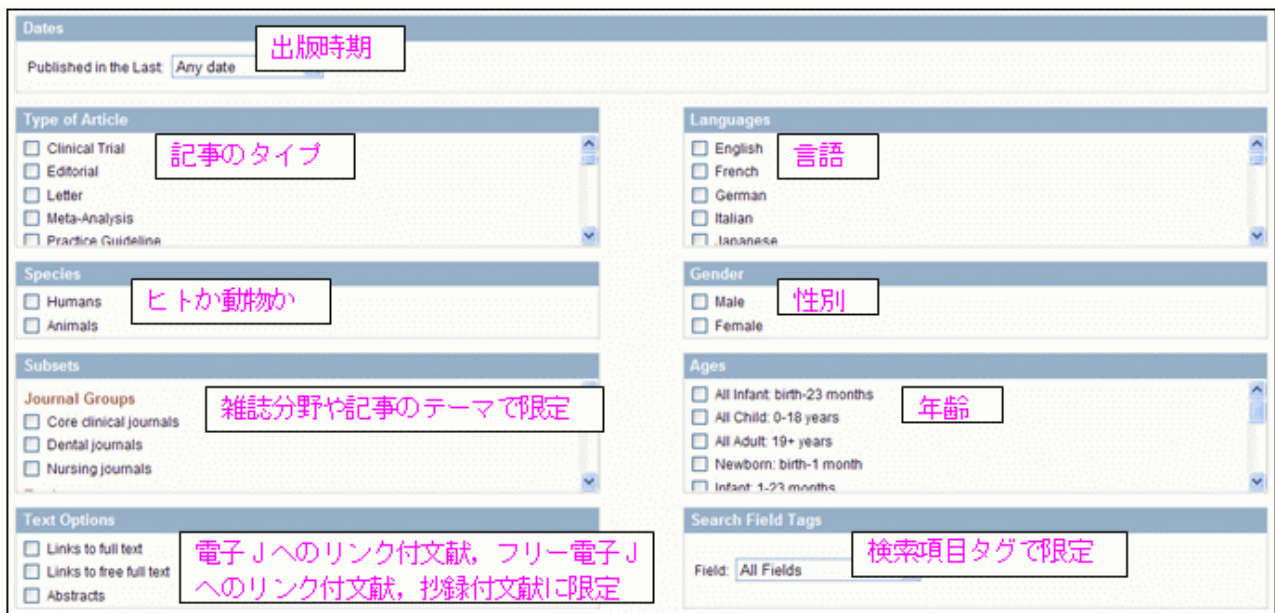 Dates
出版時期
Published in the Last: Any date
Type of Article
Clinical Trial
記事のタイプ
Editorial
Letter
Meta-Analysis
Practice Guideline
Languages
English
言語
French
German
Italian
Japanese
Species
Humans
ヒトか動物か
Animals
Gender
Male
性別
Female
Subsets
Journal Groups
雑誌分野や記事のテーマで限定
Core clinical journals
Dental journals
Nursing journals
Ages
All Infant: birth-23 months
年齢
All Child: 0-18 years
All Adult: 19+ years
Newborn: birth-1 month
Infant: 1-23 months
Text Options
Links to full text
電子Jへのリンク付文献，フリー電子J
へのリンク付文献，抄録付文献に限定
Links to free full text
Abstracts
Search Field Tags
検索項目タグで限定
Field: All Fields